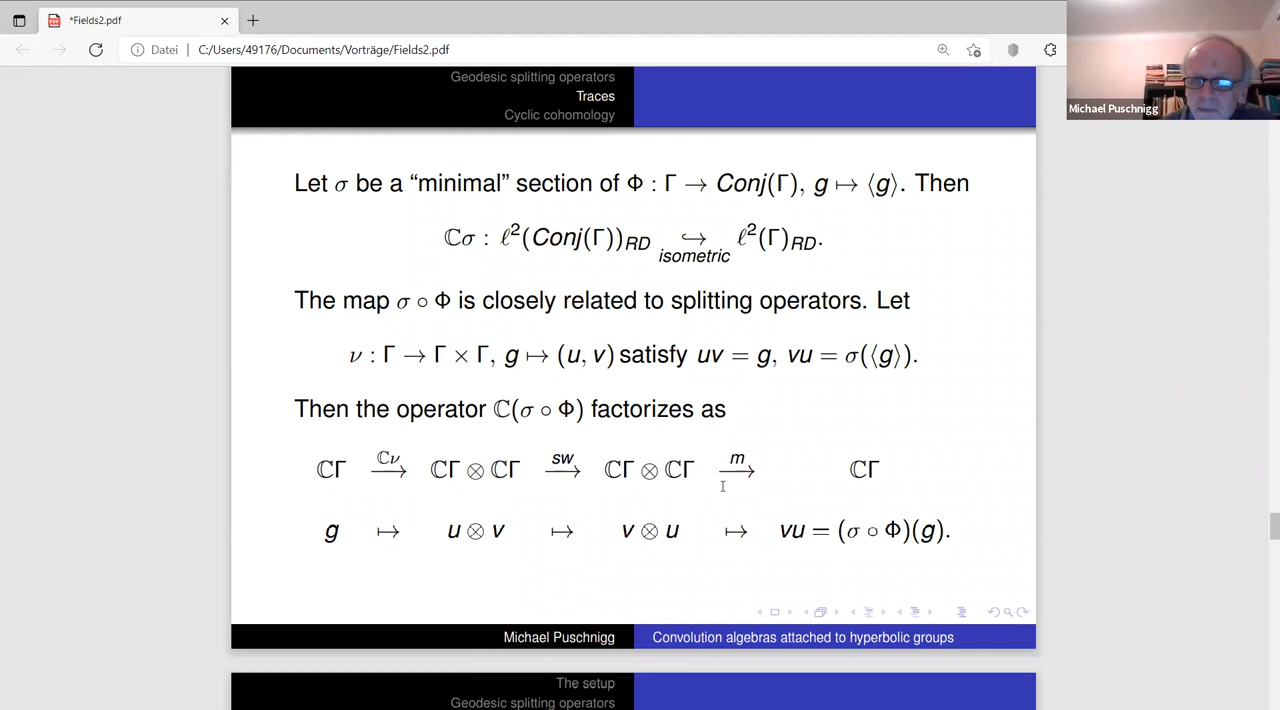 *Fields2.pdf
Datei | C:/Users/49176/Documents/Vorträge/Fields2.pdf
Michael Puschnigg
Geodesic splitting operators
Traces
Cyclic cohomology
Let σ be a “minimal” section of Φ : Γ → Conj(Γ), g ↦ ⟨g⟩. Then
ℂσ : ℓ²(Conj(Γ))_RD ↪ ℓ²(Γ)_RD.
isometric
The map σ ∘ Φ is closely related to splitting operators. Let
ν : Γ → Γ × Γ, g ↦ (u, v) satisfy uv = g, vu = σ(⟨g⟩).
Then the operator ℂ(σ ∘ Φ) factorizes as
ℂΓ ℂν→ ℂΓ ⊗ ℂΓ sw→ ℂΓ ⊗ ℂΓ m→ ℂΓ
g ↦ u ⊗ v ↦ v ⊗ u ↦ vu = (σ ∘ Φ)(g).
Michael Puschnigg Convolution algebras attached to hyperbolic groups
The setup
Geodesic splitting operators